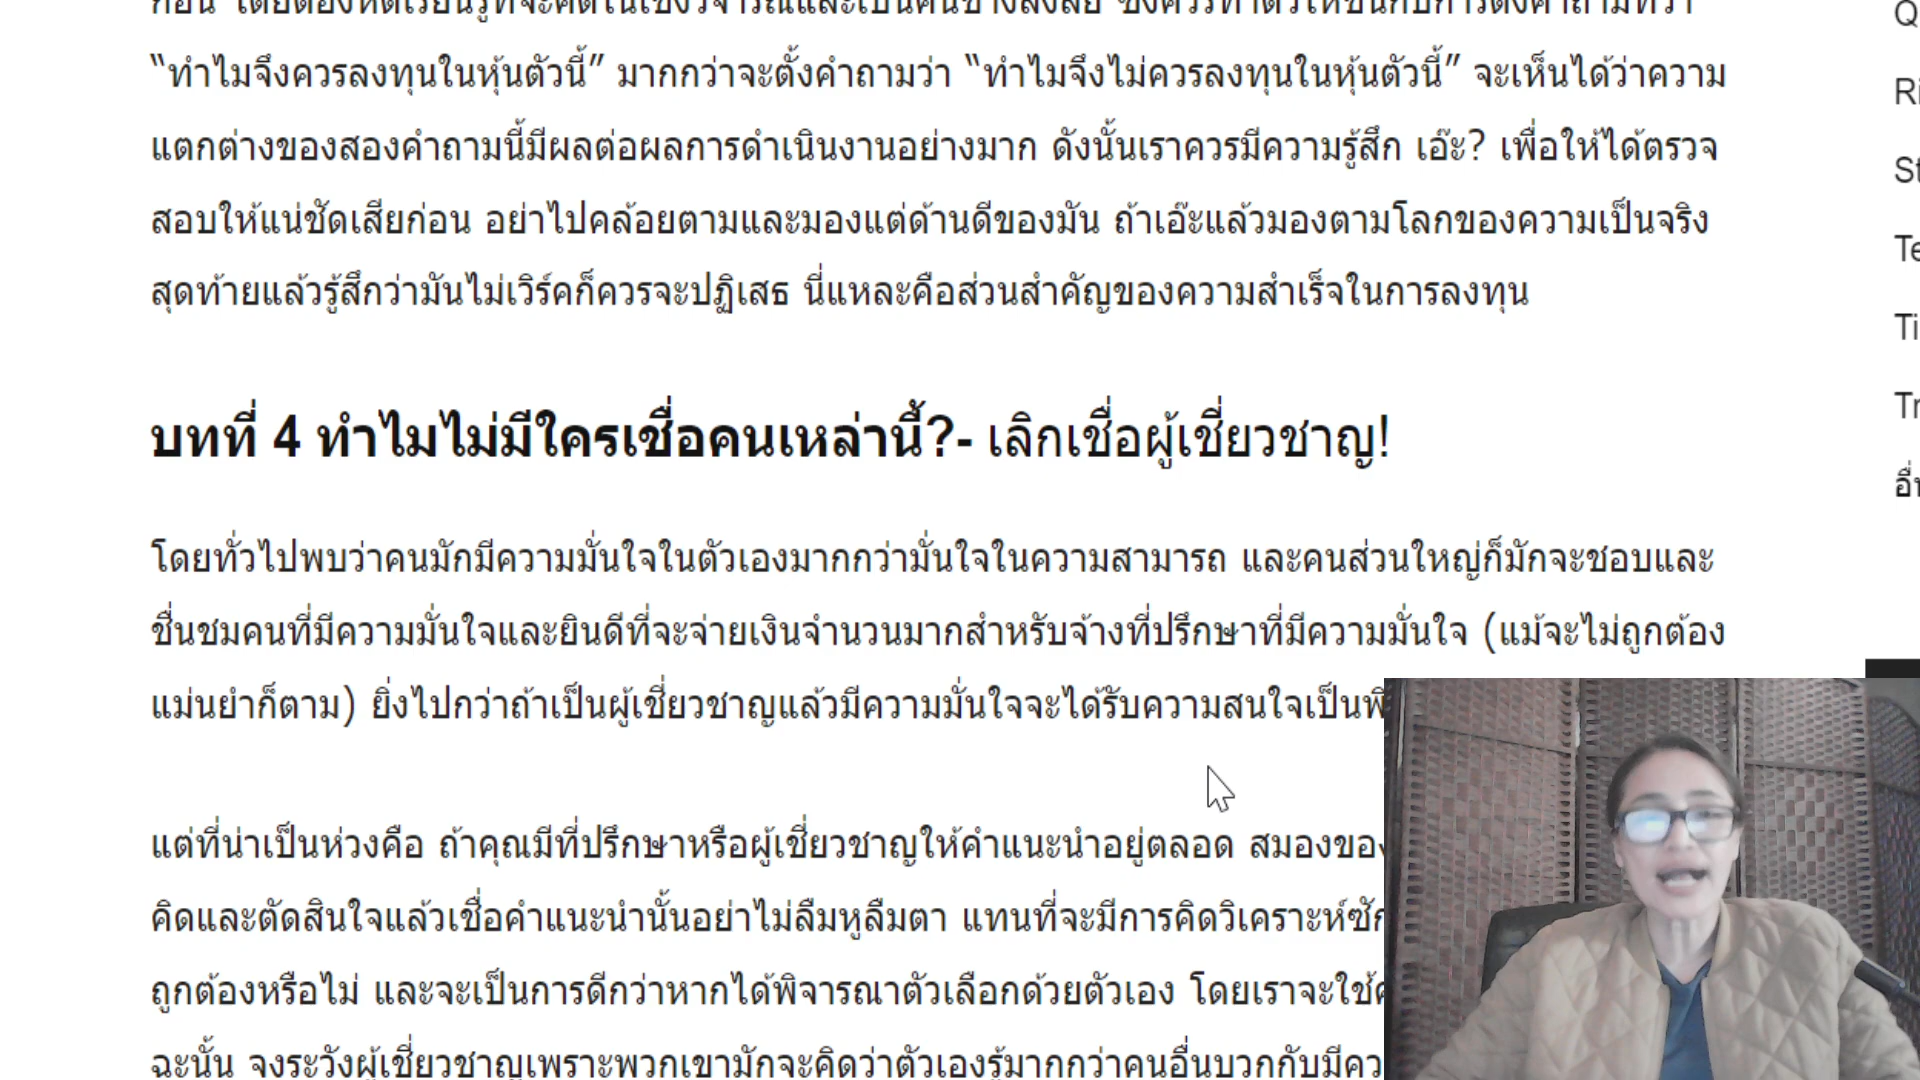 “ทำไมจึงควรลงทุนในหุ้นตัวนี้” มากกว่าจะตั้งคำถามว่า “ทำไมจึงไม่ควรลงทุนในหุ้นตัวนี้” จะเห็นได้ว่าความ
แตกต่างของสองคำถามนี้มีผลต่อผลการดำเนินงานอย่างมาก ดังนั้นเราควรมีความรู้สึก เอ๊ะ? เพื่อให้ได้ตรวจ
สอบให้แน่ชัดเสียก่อน อย่าไปคล้อยตามและมองแต่ด้านดีของมัน ถ้าเอ๊ะแล้วมองตามโลกของความเป็นจริง
สุดท้ายแล้วรู้สึกว่ามันไม่เวิร์คก็ควรจะปฏิเสธ นี่แหละคือส่วนสำคัญของความสำเร็จในการลงทุน
บทที่ 4 ทำไมไม่มีใครเชื่อคนเหล่านี้?- เลิกเชื่อผู้เชี่ยวชาญ!
โดยทั่วไปพบว่าคนมักมีความมั่นใจในตัวเองมากกว่ามั่นใจในความสามารถ และคนส่วนใหญ่ก็มักจะชอบและ
ชื่นชมคนที่มีความมั่นใจและยินดีที่จะจ่ายเงินจำนวนมากสำหรับจ้างที่ปรึกษาที่มีความมั่นใจ (แม้จะไม่ถูกต้อง
แม่นยำก็ตาม) ยิ่งไปกว่าถ้าเป็นผู้เชี่ยวชาญแล้วมีความมั่นใจจะได้รับความสนใจเป็น
แต่ที่น่าเป็นห่วงคือ ถ้าคุณมีที่ปรึกษาหรือผู้เชี่ยวชาญให้คำแนะนำอยู่ตลอด สมองของ
คิดและตัดสินใจแล้วเชื่อคำแนะนำนั้นอย่าไม่ลืมหูลืมตา แทนที่จะมีการคิดวิเคราะห์
ถูกต้องหรือไม่ และจะเป็นการดีกว่าหากได้พิจารณาตัวเลือกด้วยตัวเอง โดยเราจะใช้
ฉะนั้น จงระวังผู้เชี่ยวชาญเพราะพวกเขามักจะคิดว่าตัวเองรู้มากกว่าคนอื่นบวกกับมี
Q
Ri
St
Te
Ti
Tr